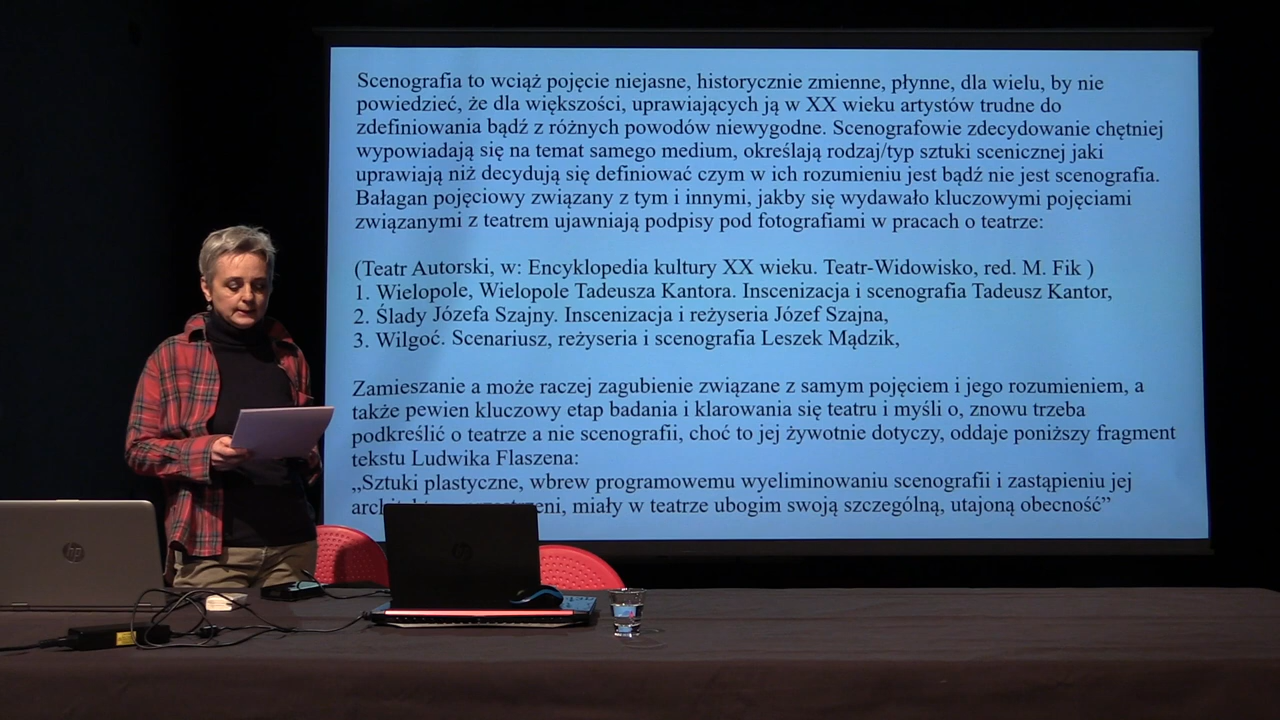 Scenografia to wciąż pojęcie niejasne, historycznie zmienne, płynne, dla wielu, by nie
powiedzieć, że dla większości, uprawiających ją w XX wieku artystów trudne do
zdefiniowania bądź z różnych powodów niewygodne. Scenografowie zdecydowanie chętniej
wypowiadają się na temat samego medium, określają rodzaj/typ sztuki scenicznej jaki
uprawiają niż decydują się definiować czym w ich rozumieniu jest bądź nie jest scenografia.
Bałagan pojęciowy związany z tym i innymi, jakby się wydawało kluczowymi pojęciami
związanymi z teatrem ujawniają podpisy pod fotografiami w pracach o teatrze:
(Teatr Autorski, w: Encyklopedia kultury XX wieku. Teatr-Widowisko, red. M. Fik )
1. Wielopole, Wielopole Tadeusza Kantora. Inscenizacja i scenografia Tadeusz Kantor,
2. Ślady Józefa Szajny. Inscenizacja i reżyseria Józef Szajna,
3. Wilgoć. Scenariusz, reżyseria i scenografia Leszek Mądzik,
Zamieszanie a może raczej zagubienie związane z samym pojęciem i jego rozumieniem, a
także pewien kluczowy etap badania i klarowania się teatru i myśli o, znowu trzeba
podkreślić o teatrze a nie scenografii, choć to jej żywotnie dotyczy, oddaje poniższy fragment
tekstu Ludwika Flaszena:
„Sztuki plastyczne, wbrew programowemu wyeliminowaniu scenografii i zastąpieniu jej
miały w teatrze ubogim swoją szczególną, utajoną obecność”
hp